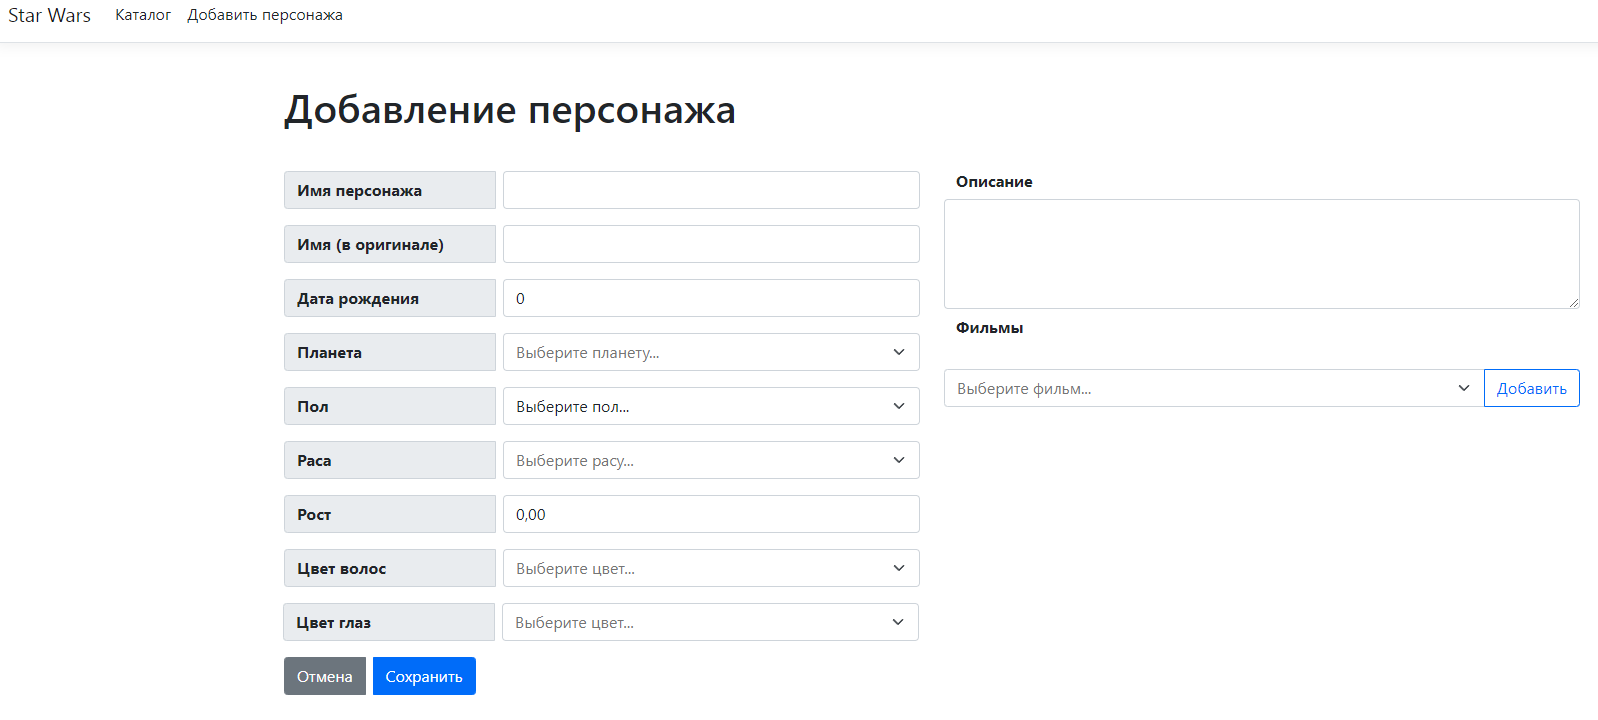 Star Wars Каталог Добавить персонажа
Добавление персонажа
Имя персонажа
Имя (в оригинале)
Дата рождения 0
Планета Выберите планету...
Пол Выберите пол...
Раса Выберите расу...
Рост 0,00
Цвет волос Выберите цвет...
Цвет глаз Выберите цвет...
Отмена Сохранить
Описание
Фильмы
Выберите фильм... Добавить